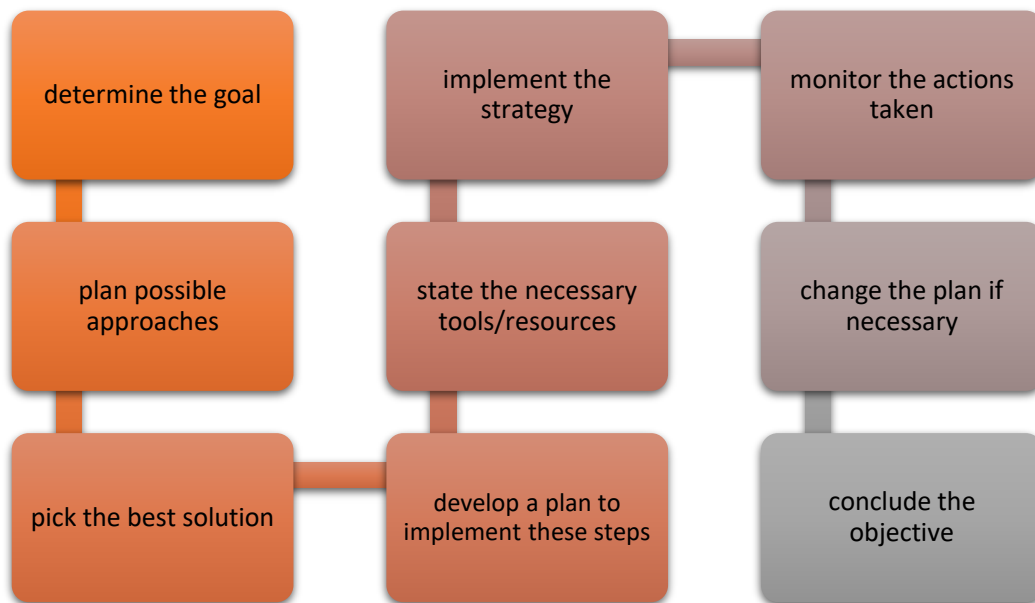 determine the goal
plan possible
approaches
pick the best solution
develop a plan to
implement these steps
state the necessary
tools/resources
implement the
strategy
monitor the actions
taken
change the plan if
necessary
conclude the
objective